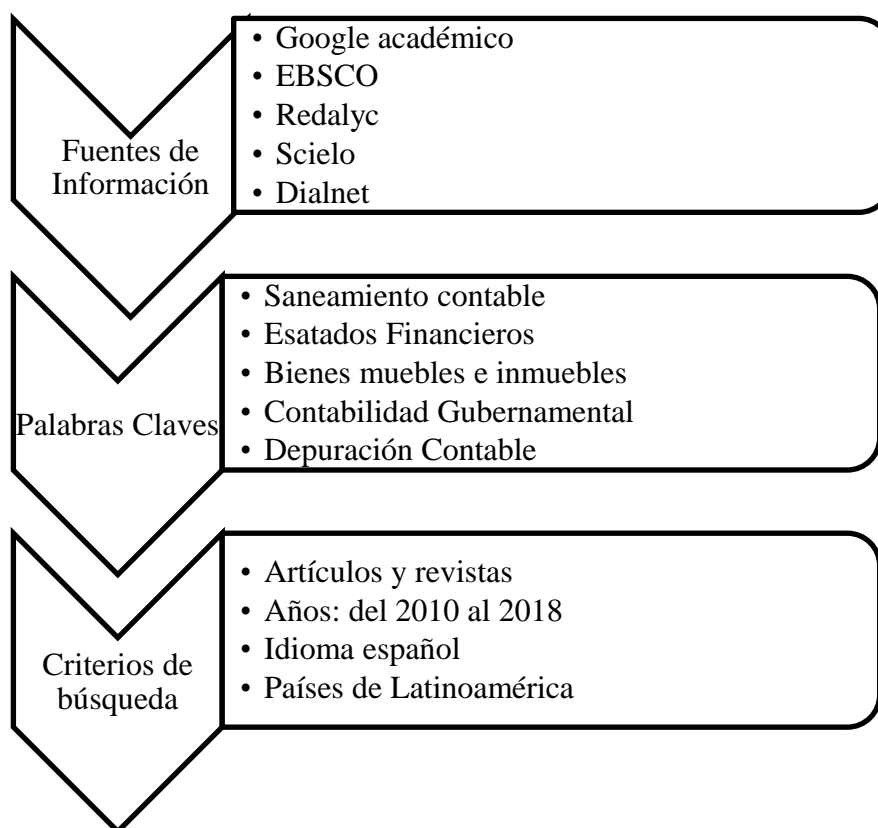 Fuentes de
Información
• Google académico
• EBSCO
• Redalyc
• Scielo
• Dialnet
Palabras Claves
• Saneamiento contable
• Esatados Financieros
• Bienes muebles e inmuebles
• Contabilidad Gubernamental
• Depuración Contable
Criterios de
búsqueda
• Artículos y revistas
• Años: del 2010 al 2018
• Idioma español
• Países de Latinoamérica